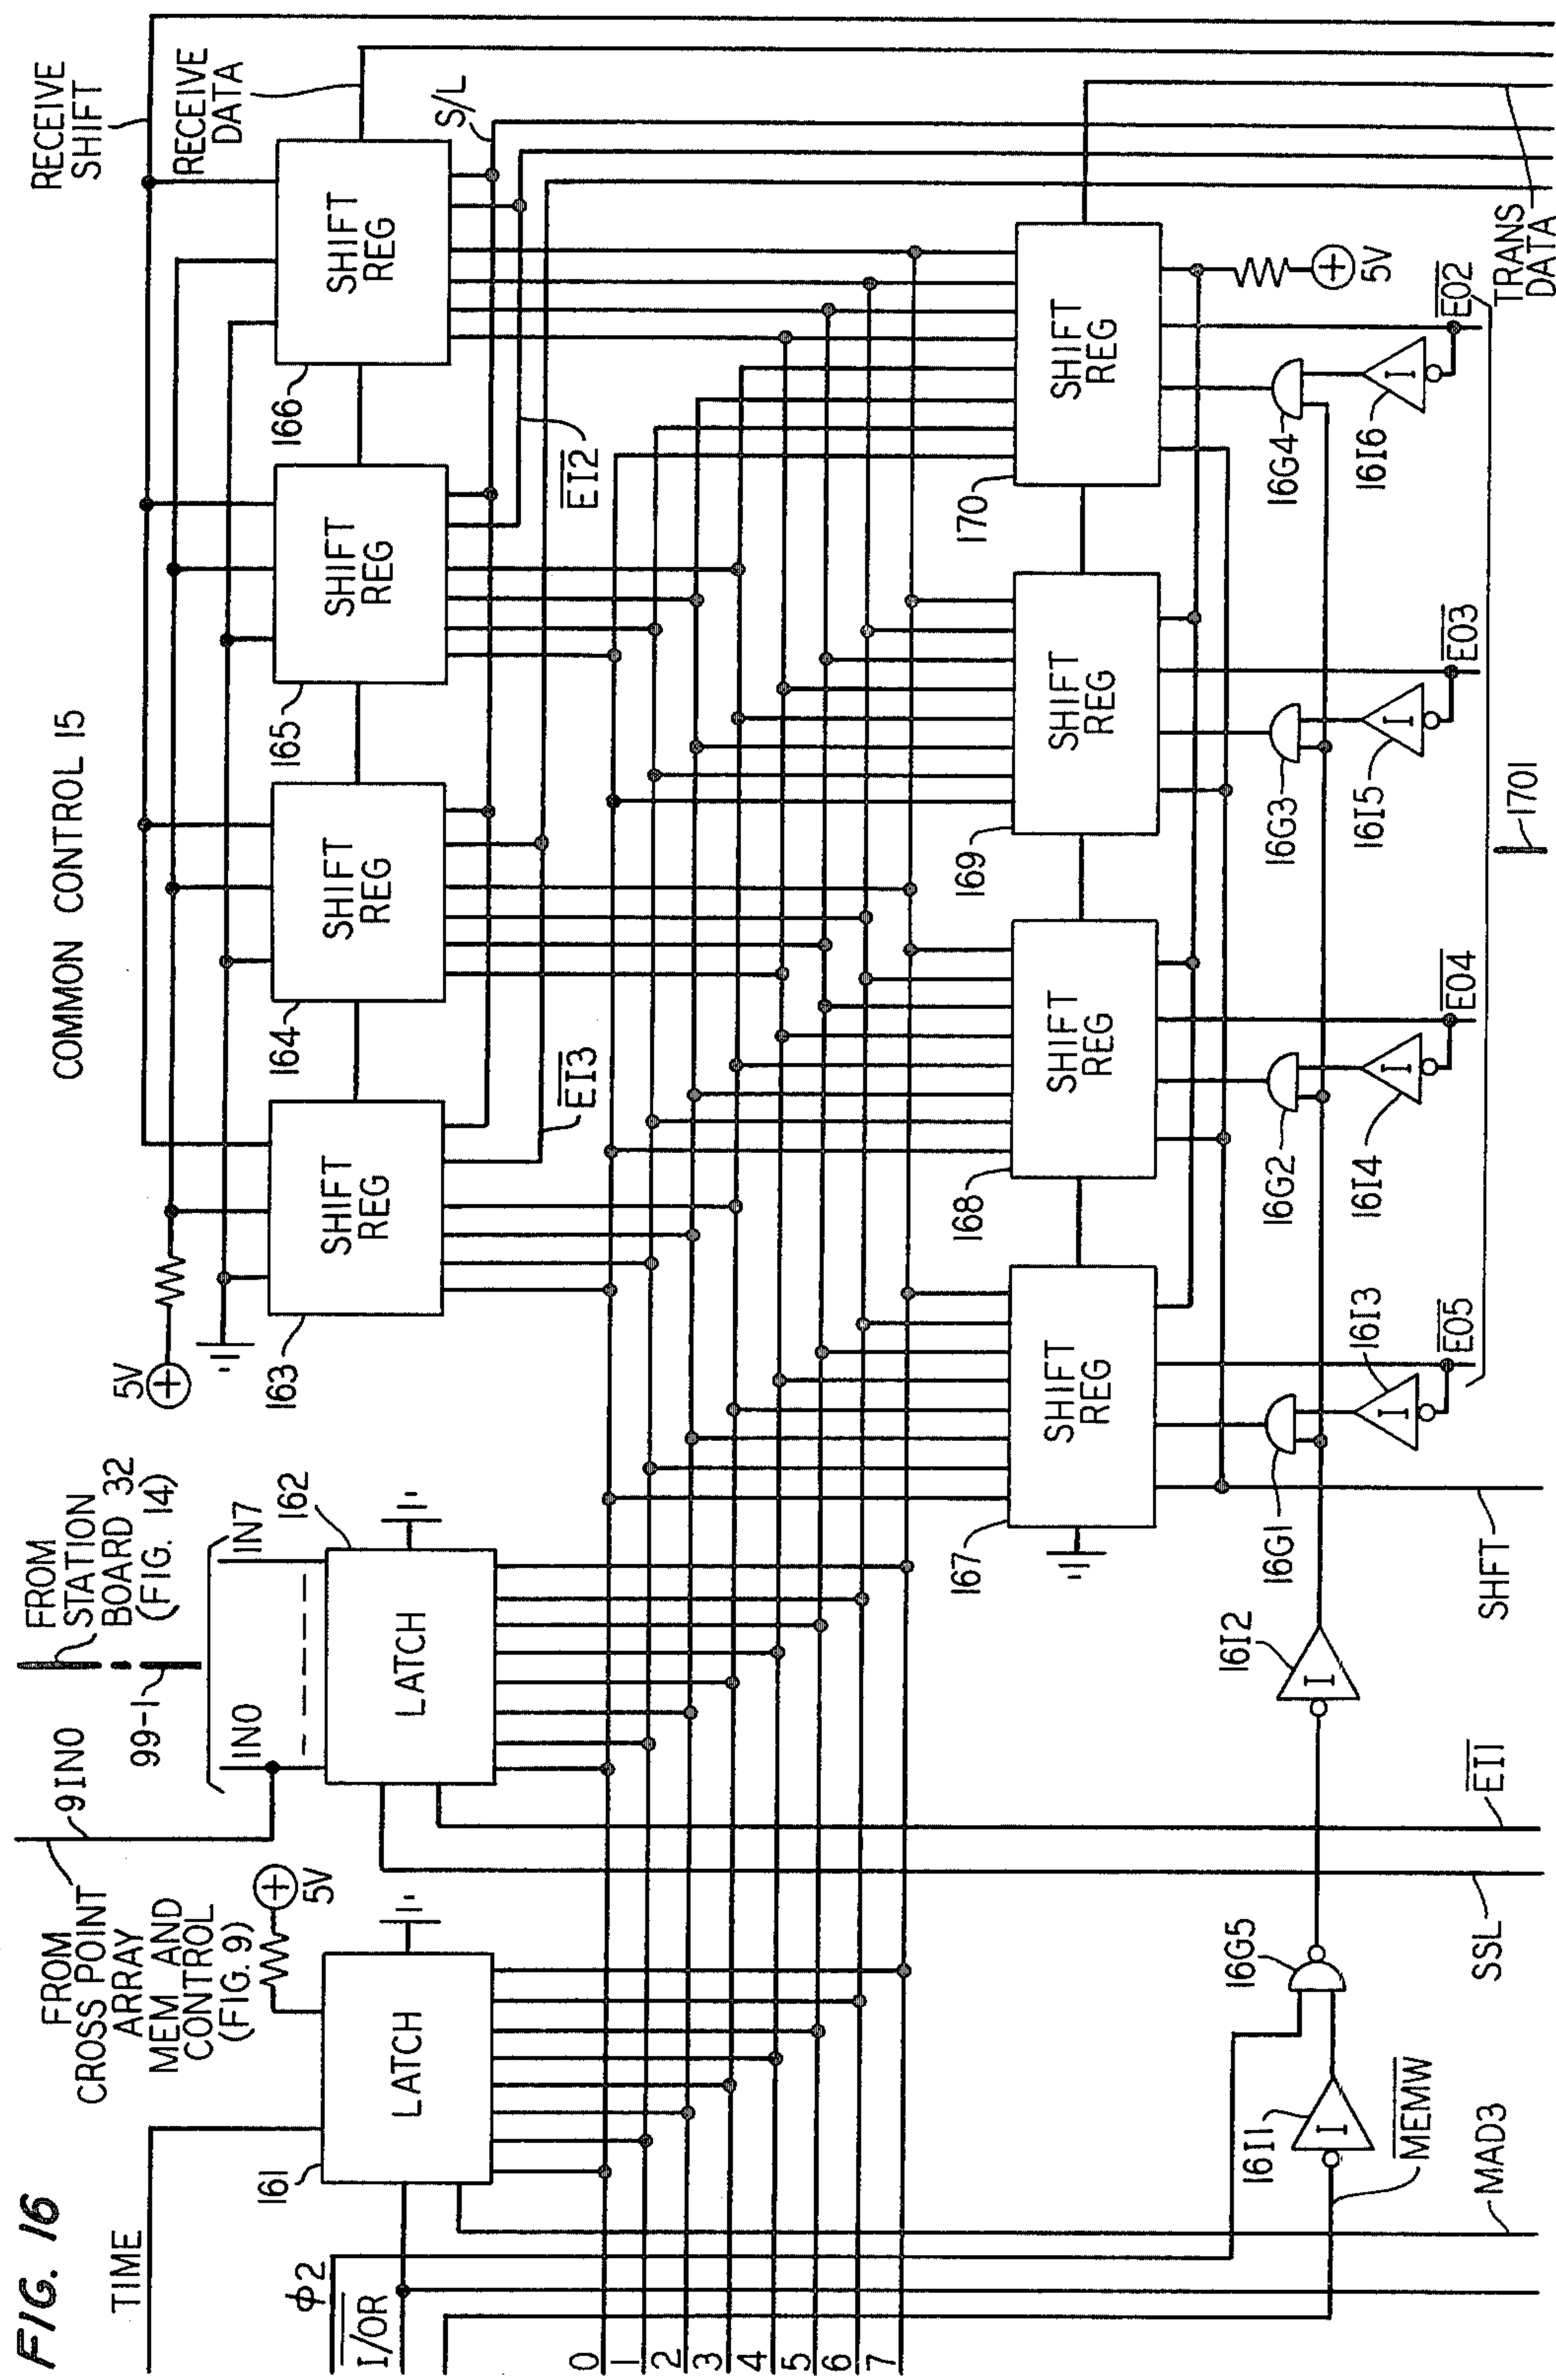 FIG. 16
COMMON CONTROL 15
TIME
φ2
I/OR
0
1
2
3
4
5
6
7
FROM
CROSS POINT
ARRAY
MEM AND
CONTROL
(FIG. 9)
5V
161
LATCH
9IN0
99-1
FROM
STATION
BOARD 32
(FIG. 14)
IN0
IN7
162
LATCH
5V
163
SHIFT
REG
164
SHIFT
REG
165
SHIFT
REG
166
SHIFT
REG
RECEIVE
SHIFT
RECEIVE
DATA
S/L
EI3
EI2
167
SHIFT
REG
168
SHIFT
REG
169
SHIFT
REG
170
SHIFT
REG
5V
16I1
16G5
16I2
16G1
16I3
16G2
16I4
16G3
16I5
16G4
16I6
EO5
EO4
EO3
EO2
MEMW
MAD3
SSL
EI1
SHFT
1701
TRANS
DATA